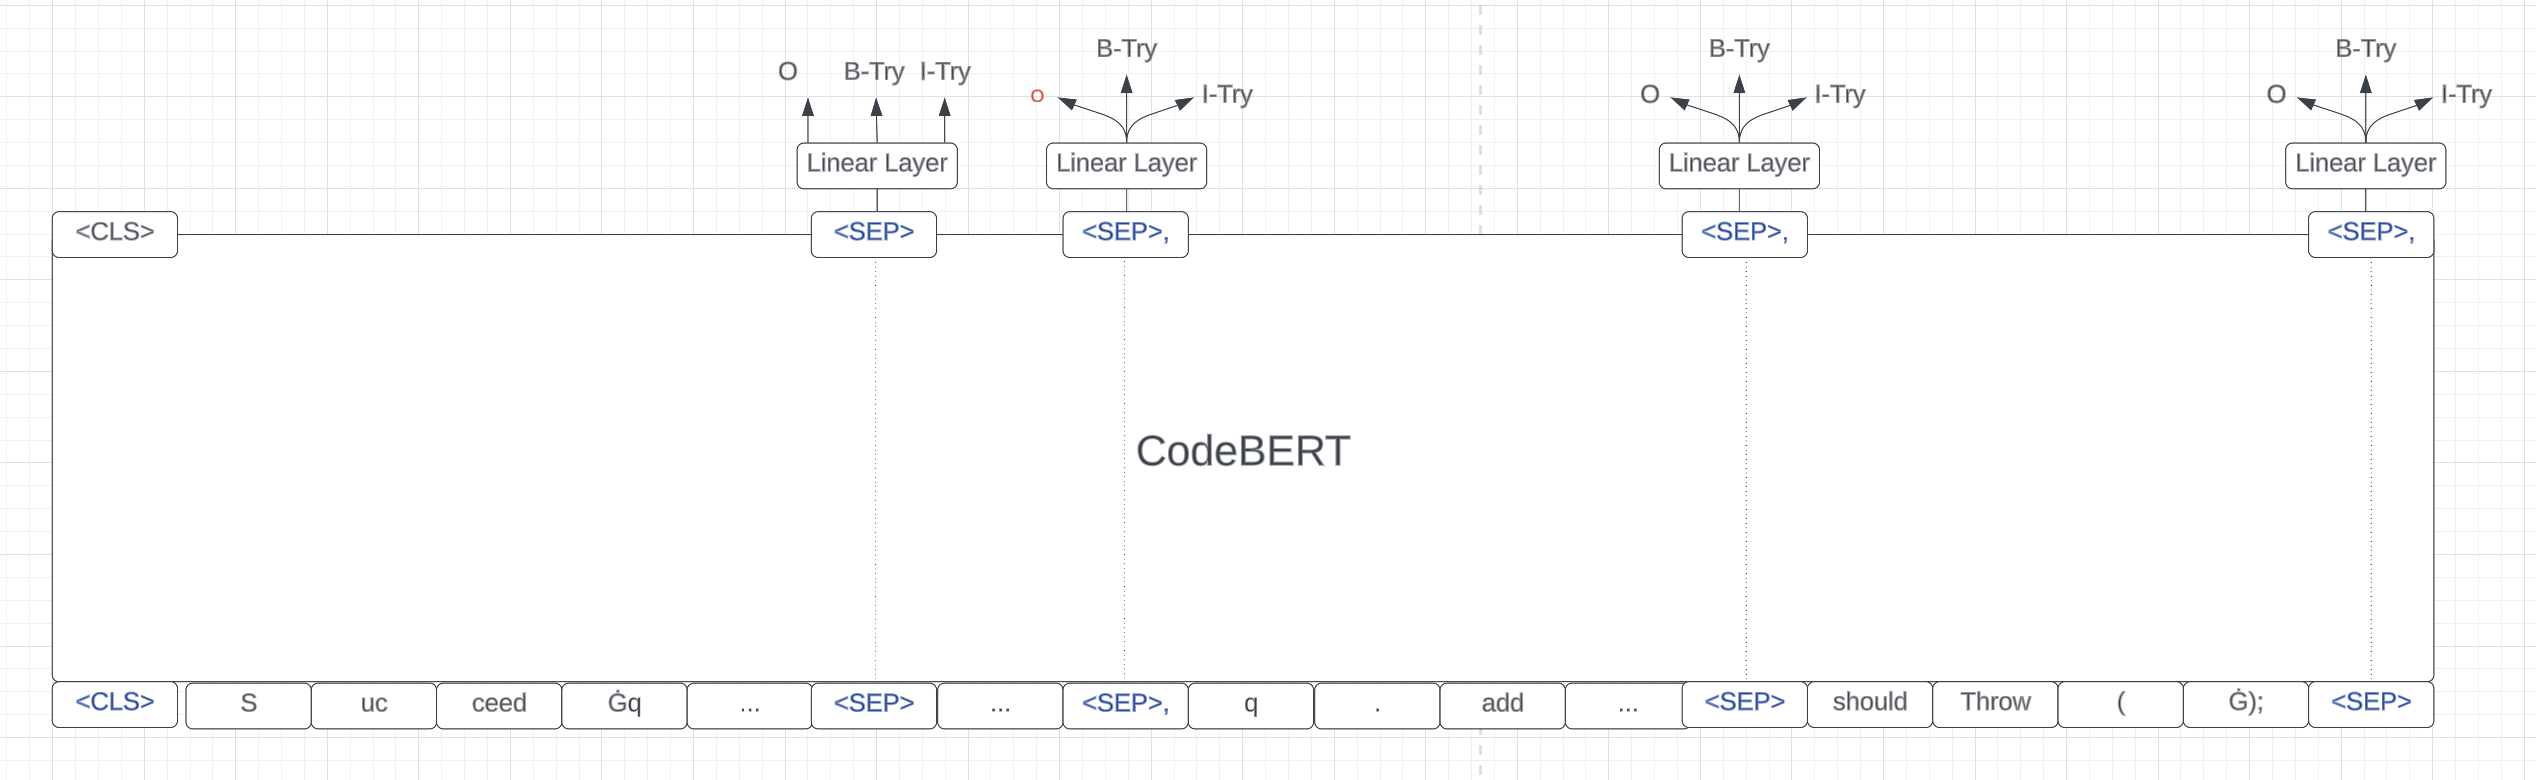 B-Try B-Try B-Try
O B-Try I-Try
O I-Try O I-Try O I-Try
Linear Layer Linear Layer Linear Layer Linear Layer
<CLS> <SEP> <SEP>, <SEP>, <SEP>,
CodeBERT
<CLS> S uc ceed Ġq ... <SEP> ... <SEP>, q . add ... <SEP> should Throw ( Ġ); <SEP>